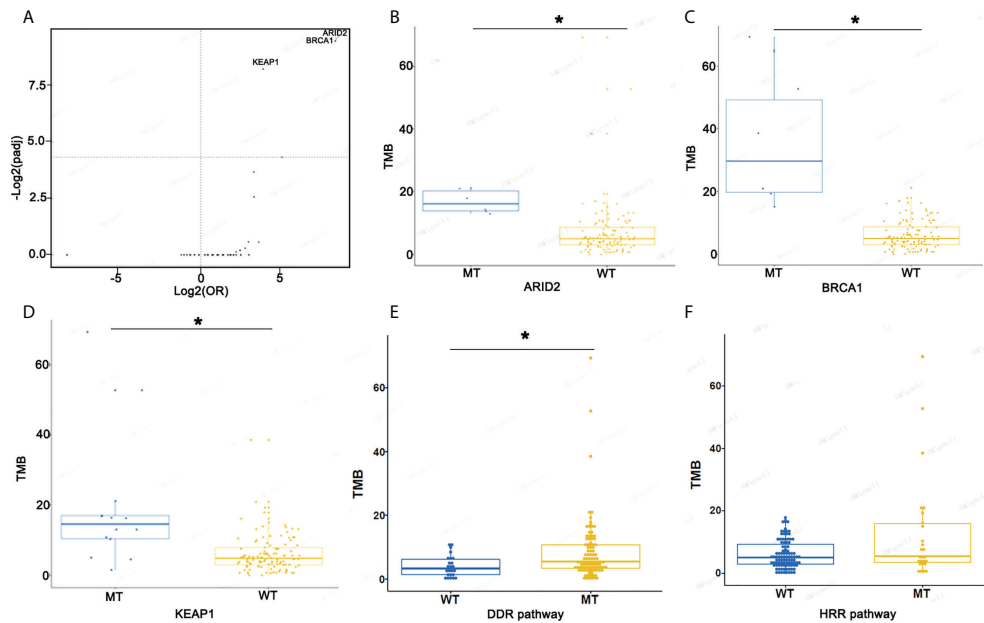 A
ARID2
BRCA1
KEAP1
7.5
5.0
2.5
0.0
-Log2(padj)
-5
0
5
Log2(OR)
B
*
60
40
20
0
TMB
MT
WT
ARID2
C
*
60
40
20
0
TMB
MT
WT
BRCA1
D
*
60
40
20
0
TMB
MT
WT
KEAP1
E
*
60
40
20
0
TMB
WT
MT
DDR pathway
F
60
40
20
0
TMB
WT
MT
HRR pathway